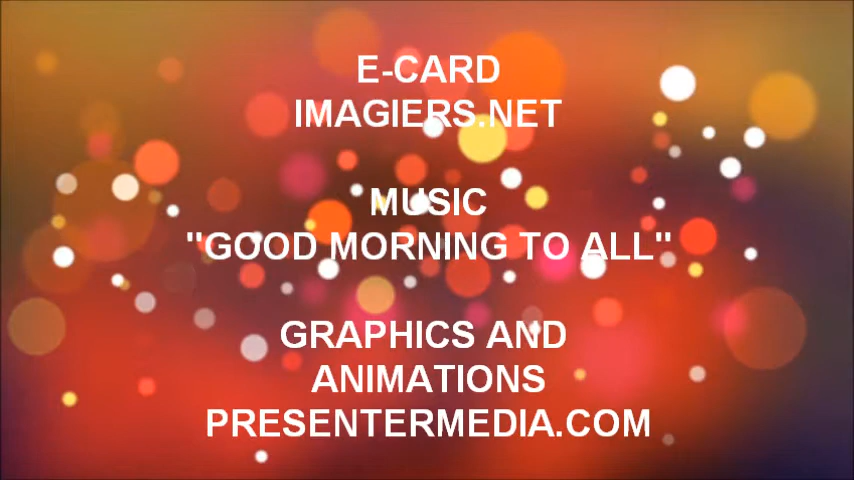 E-CARD
IMAGIERS.NET
MUSIC
"GOOD MORNING TO ALL"
GRAPHICS AND
ANIMATIONS
PRESENTERMEDIA.COM